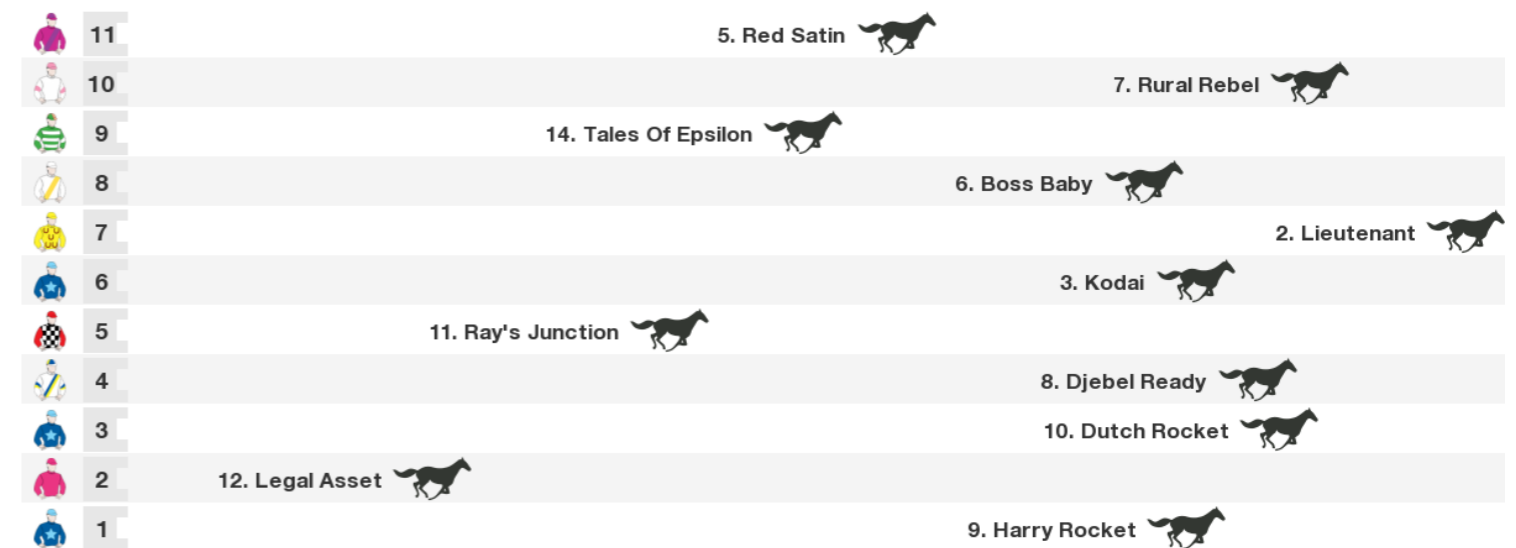 11 5. Red Satin
10 7. Rural Rebel
9 14. Tales Of Epsilon
8 6. Boss Baby
7 2. Lieutenant
6 3. Kodai
5 11. Ray's Junction
4 8. Djebel Ready
3 10. Dutch Rocket
2 12. Legal Asset
1 9. Harry Rocket